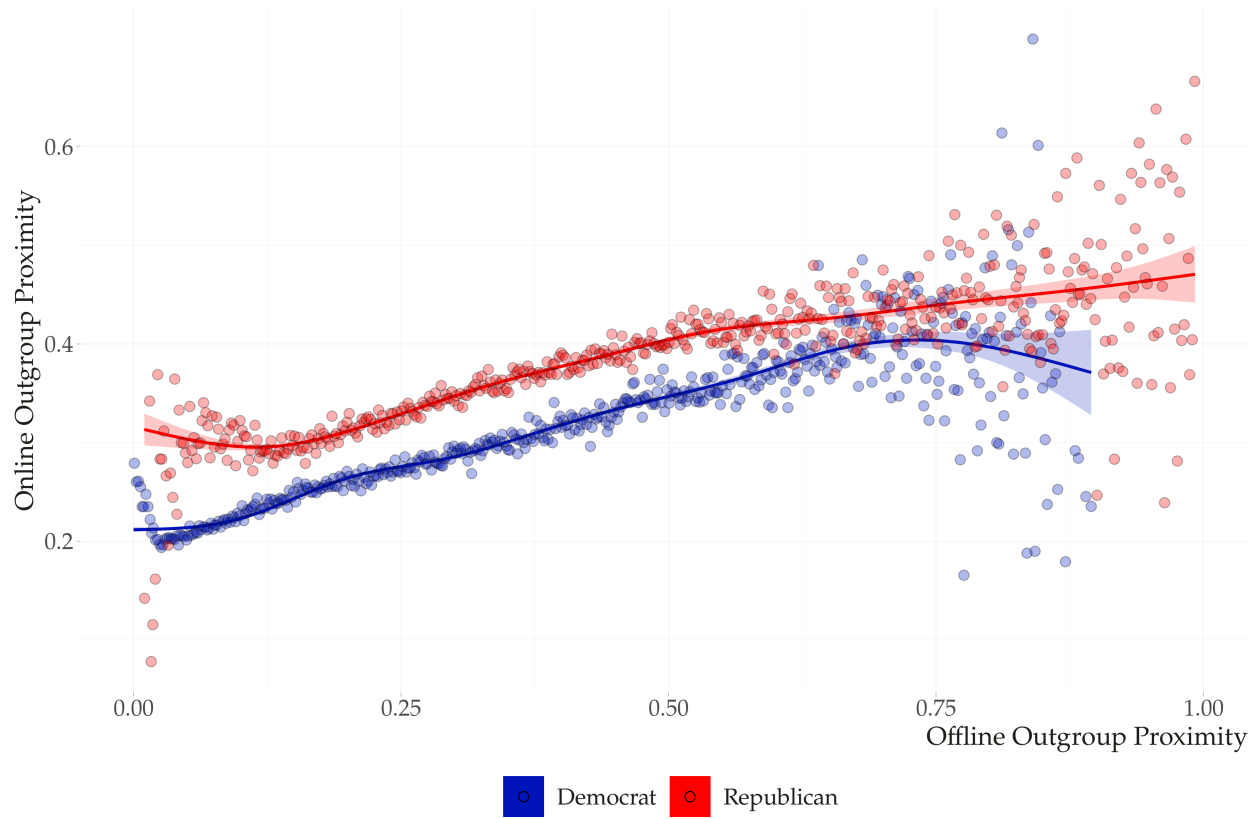 Online Outgroup Proximity
0.6
0.4
0.2
0.00 0.25 0.50 0.75 1.00
Offline Outgroup Proximity
Democrat Republican